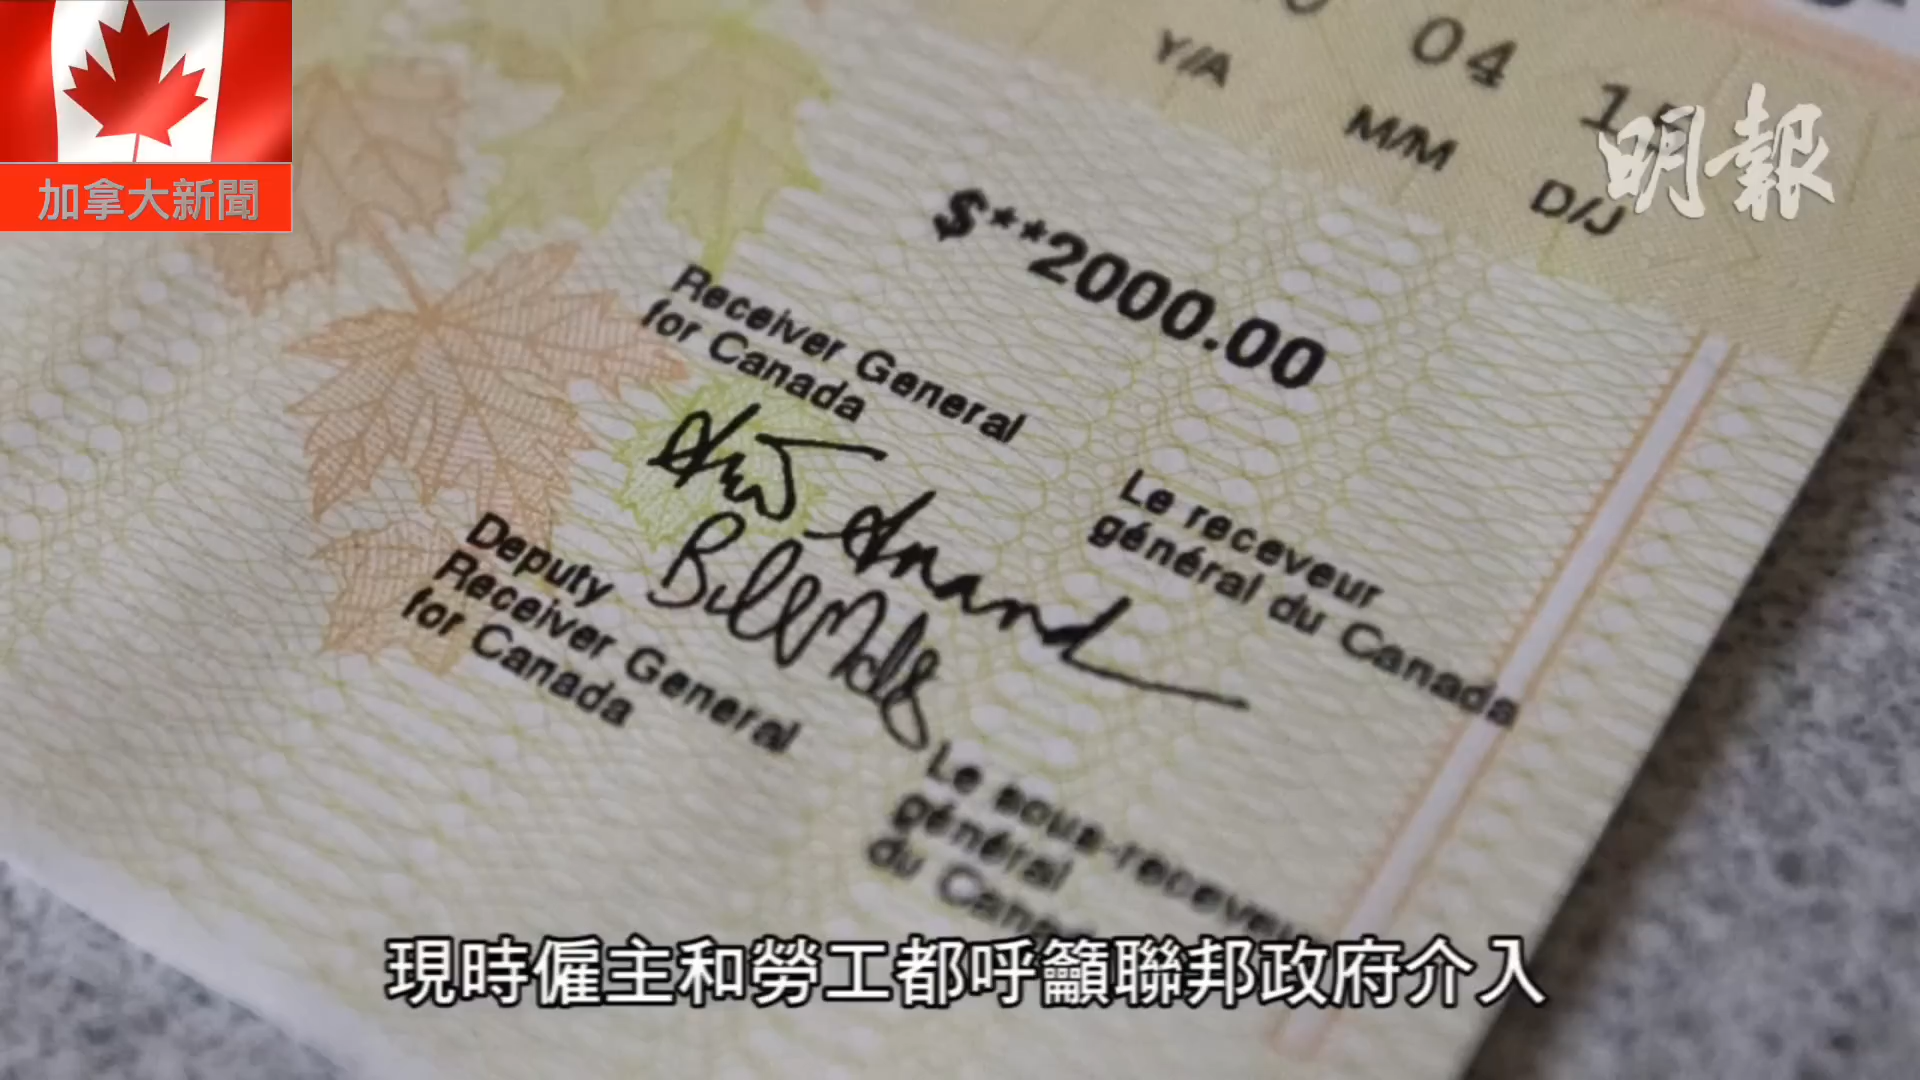 加拿大新聞
明報
04
Y/A
M/M
D/J
$**2000.00
Receiver General
for Canada
Le receveur
général du Canada
Deputy
Receiver General
for Canada
Le sous-receveur
général
du Canada
現時僱主和勞工都呼籲聯邦政府介入